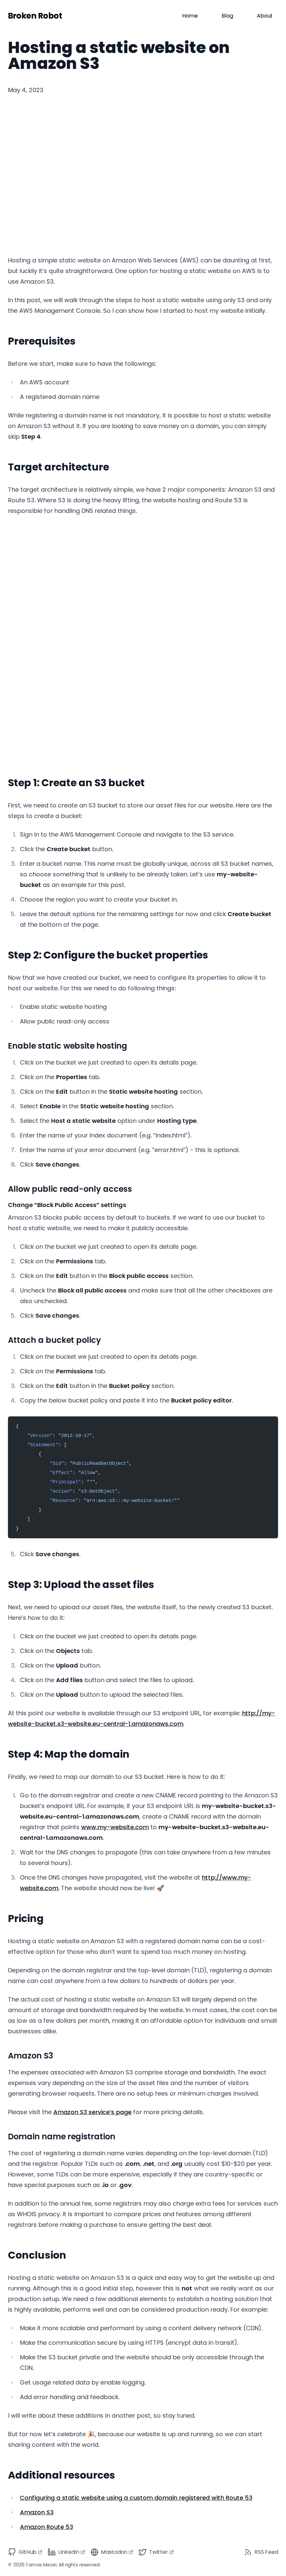 Broken Robot
Home
Blog
About
Hosting a static website on
Amazon S3
May 4, 2023
Hosting a simple static website on Amazon Web Services (AWS) can be daunting at first,
but luckily it's quite straightforward. One option for hosting a static website on AWS is to
use Amazon S3.
In this post, we will walk through the steps to host a static website using only S3 and only
the AWS Management Console. So I can show how I started to host my website initially.
Prerequisites
Before we start, make sure to have the followings:
An AWS account
A registered domain name
While registering a domain name is not mandatory, it is possible to host a static website
on Amazon S3 without it. If you are looking to save money on a domain, you can simply
skip Step 4.
Target architecture
The target architecture is relatively simple, we have 2 major components: Amazon S3 and
Route 53. Where S3 is doing the heavy lifting, the website hosting and Route 53 is
responsible for handling DNS related things.
Step 1: Create an S3 bucket
First, we need to create an S3 bucket to store our asset files for our website. Here are the
steps to create a bucket:
1. Sign in to the AWS Management Console and navigate to the S3 service.
2. Click the Create bucket button.
3. Enter a bucket name. This name must be globally unique, across all S3 bucket names,
so choose something that is unlikely to be already taken. Let's use my-website-
bucket as an example for this post.
4. Choose the region you want to create your bucket in.
5. Leave the default options for the remaining settings for now and click Create bucket
at the bottom of the page.
Step 2: Configure the bucket properties
Now that we have created our bucket, we need to configure its properties to allow it to
host our website. For this we need to do following things:
Enable static website hosting
Allow public read-only access
Enable static website hosting
1. Click on the bucket we just created to open its details page.
2. Click on the Properties tab.
3. Click on the Edit button in the Static website hosting section.
4. Select Enable in the Static website hosting section.
5. Select the Host a static website option under Hosting type.
6. Enter the name of your index document (e.g. "index.html").
7. Enter the name of your error document (e.g. "error.html") - this is optional.
8. Click Save changes.
Allow public read-only access
Change "Block Public Access" settings
Amazon S3 blocks public access by default to buckets. If we want to use our bucket to
host a static website, we need to make it publicly accessible.
1. Click on the bucket we just created to open its details page.
2. Click on the Permissions tab.
3. Click on the Edit button in the Block public access section.
4. Uncheck the Block all public access and make sure that all the other checkboxes are
also unchecked.
5. Click Save changes.
Attach a bucket policy
1. Click on the bucket we just created to open its details page.
2. Click on the Permissions tab.
3. Click on the Edit button in the Bucket policy section.
4. Copy the below bucket policy and paste it into the Bucket policy editor.
{
"Version": "2012-10-17",
"Statement": [
{
"Sid": "PublicReadGetObject",
"Effect": "Allow",
"Principal": "*",
"Action": "s3:GetObject",
"Resource": "arn:aws:s3:::my-website-bucket/*"
}
]
}
5. Click Save changes.
Step 3: Upload the asset files
Next, we need to upload our asset files, the website itself, to the newly created S3 bucket.
Here's how to do it:
1. Click on the bucket we just created to open its details page.
2. Click on the Objects tab.
3. Click on the Upload button.
4. Click on the Add files button and select the files to upload.
5. Click on the Upload button to upload the selected files.
At this point our website is available through our S3 endpoint URL, for example: http://my-
website-bucket.s3-website.eu-central-1.amazonaws.com.
Step 4: Map the domain
Finally, we need to map our domain to our S3 bucket. Here is how to do it:
1. Go to the domain registrar and create a new CNAME record pointing to the Amazon S3
bucket's endpoint URL. For example, if your S3 endpoint URL is my-website-bucket.s3-
website.eu-central-1.amazonaws.com, create a CNAME record with the domain
registrar that points www.my-website.com to my-website-bucket.s3-website.eu-
central-1.amazonaws.com.
2. Wait for the DNS changes to propagate (this can take anywhere from a few minutes
to several hours).
3. Once the DNS changes have propagated, visit the website at http://www.my-
website.com. The website should now be live! 🚀
Pricing
Hosting a static website on Amazon S3 with a registered domain name can be a cost-
effective option for those who don't want to spend too much money on hosting.
Depending on the domain registrar and the top-level domain (TLD), registering a domain
name can cost anywhere from a few dollars to hundreds of dollars per year.
The actual cost of hosting a static website on Amazon S3 will largely depend on the
amount of storage and bandwidth required by the website. In most cases, the cost can be
as low as a few dollars per month, making it an affordable option for individuals and small
businesses alike.
Amazon S3
The expenses associated with Amazon S3 comprise storage and bandwidth. The exact
expenses vary depending on the size of the asset files and the number of visitors
generating browser requests. There are no setup fees or minimum charges involved.
Please visit the Amazon S3 service's page for more pricing details.
Domain name registration
The cost of registering a domain name varies depending on the top-level domain (TLD)
and the registrar. Popular TLDs such as .com, .net, and .org usually cost $10-$20 per year.
However, some TLDs can be more expensive, especially if they are country-specific or
have special purposes such as .io or .gov.
In addition to the annual fee, some registrars may also charge extra fees for services such
as WHOIS privacy. It is important to compare prices and features among different
registrars before making a purchase to ensure getting the best deal.
Conclusion
Hosting a static website on Amazon S3 is a quick and easy way to get the website up and
running. Although this is a good initial step, however this is not what we really want as our
production setup. We need a few additional elements to establish a hosting solution that
is highly available, performs well and can be considered production ready. For example:
Make it more scalable and performant by using a content delivery network (CDN).
Make the communication secure by using HTTPS (encrypt data in transit).
Make the S3 bucket private and the website should be only accessible through the
CDN.
Get usage related data by enable logging.
Add error handling and feedback.
I will write about these additions in another post, so stay tuned.
But for now let's celebrate 🎉, because our website is up and running, so we can start
sharing content with the world.
Additional resources
Configuring a static website using a custom domain registered with Route 53
Amazon S3
Amazon Route 53
GitHub
LinkedIn
Mastodon
Twitter
RSS Feed
© 2025 Tamas Mezei. All rights reserved.